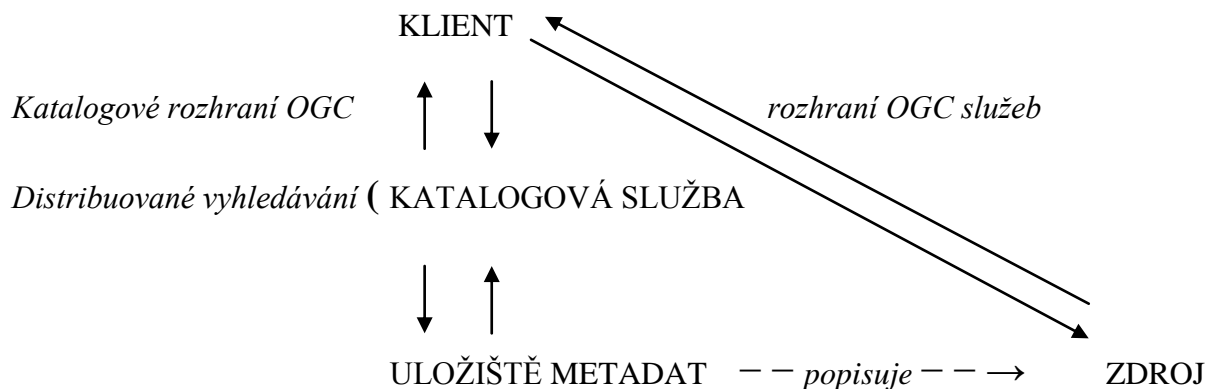 KLIENT
Katalogové rozhraní OGC
rozhraní OGC služeb
Distribuované vyhledávání ( KATALOGOVÁ SLUŽBA
ULOŽIŠTĚ METADAT – – popisuje – – → ZDROJ